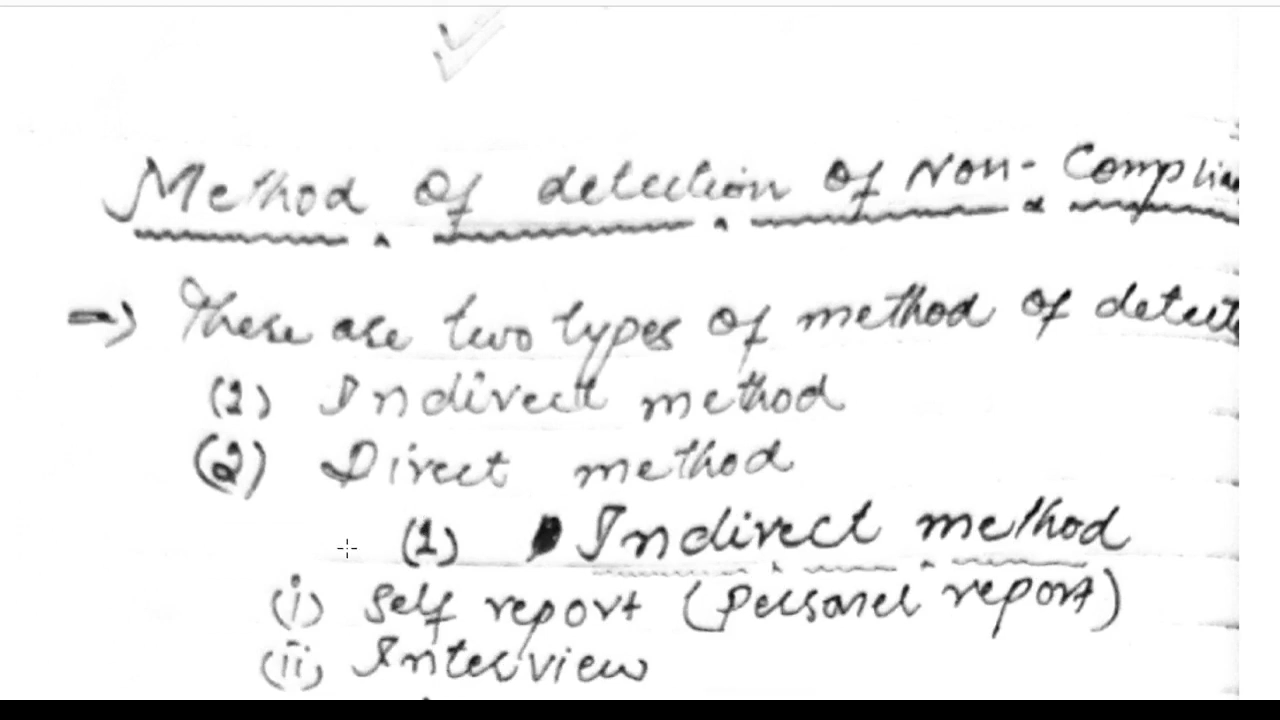 Method of detection of Non-Complian
=> There are two types of method of detect
(1) Indirect method
(2) Direct method
(1) Indirect method
(i) Self report (Personel report)
(ii) Interview